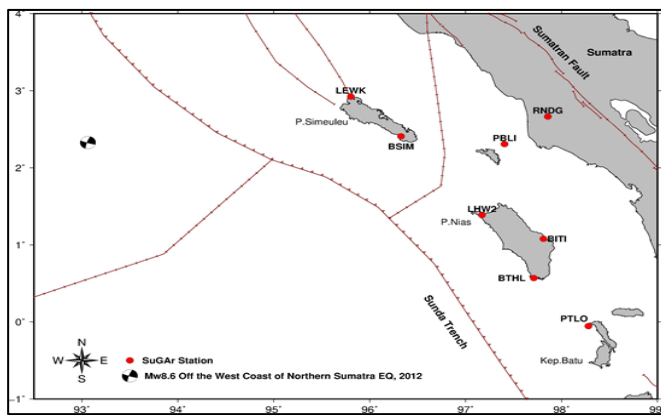 4˚
3˚
2˚
1˚
0˚
−1˚
93˚
94˚
95˚
96˚
97˚
98˚
99
Sumatra
Sumatran Fault
LEWK
P.Simeuleu
BSIM
RNDG
PBLI
LHW2
P.Nias
BITI
BTHL
PTLO
Kep.Batu
Sunda Trench
N
W E
S
SuGAr Station
Mw8.6 Off the West Coast of Northern Sumatra EQ, 2012